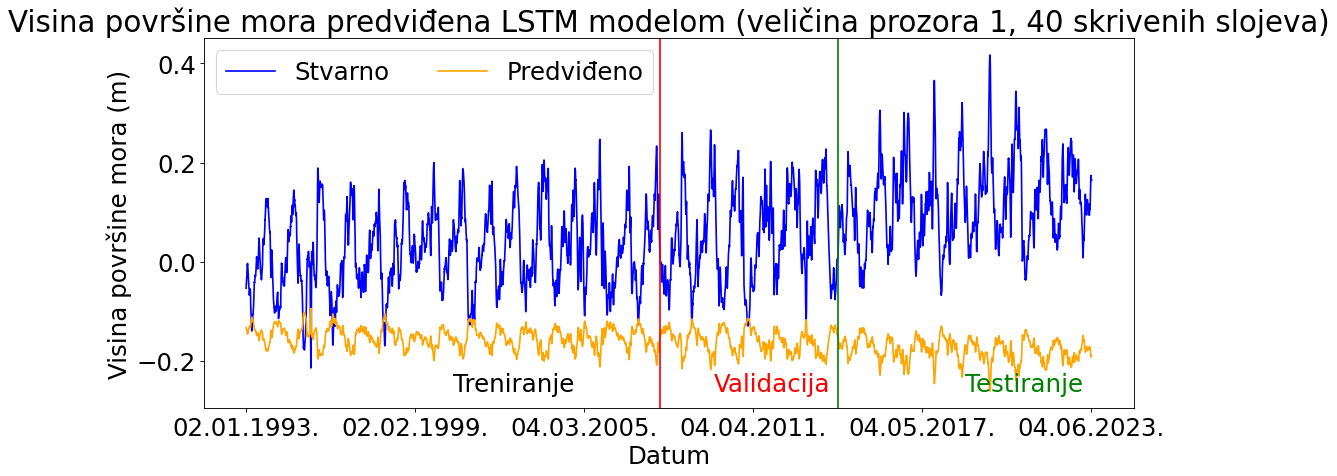 Visina površine mora predviđena LSTM modelom (veličina prozora 1, 40 skrivenih slojeva)
Stvarno Predviđeno
Visina površine mora (m)
0.4
0.2
0.0
−0.2
Treniranje Validacija Testiranje
02.01.1993. 02.02.1999. 04.03.2005. 04.04.2011. 04.05.2017. 04.06.2023.
Datum